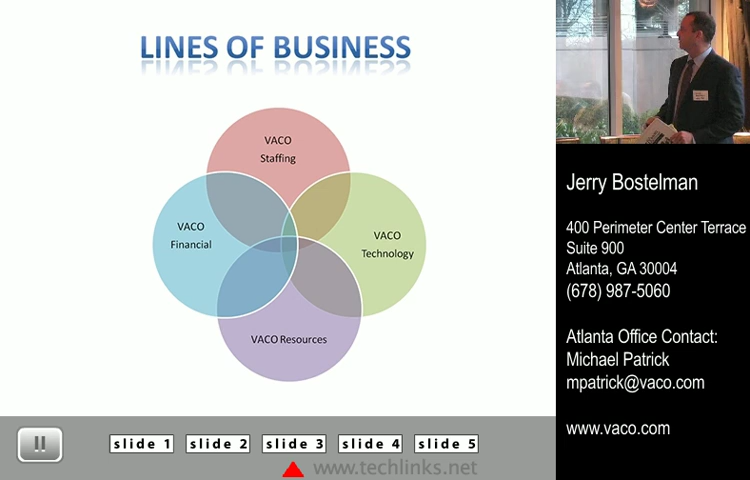 LINES OF BUSINESS
VACO
Staffing
VACO
Financial
VACO
Technology
VACO Resources
Jerry Bostelman
400 Perimeter Center Terrace
Suite 900
Atlanta, GA 30004
(678) 987-5060
Atlanta Office Contact:
Michael Patrick
mpatrick@vaco.com
www.vaco.com
slide 1
slide 2
slide 3
slide 4
slide 5
www.techlinks.net